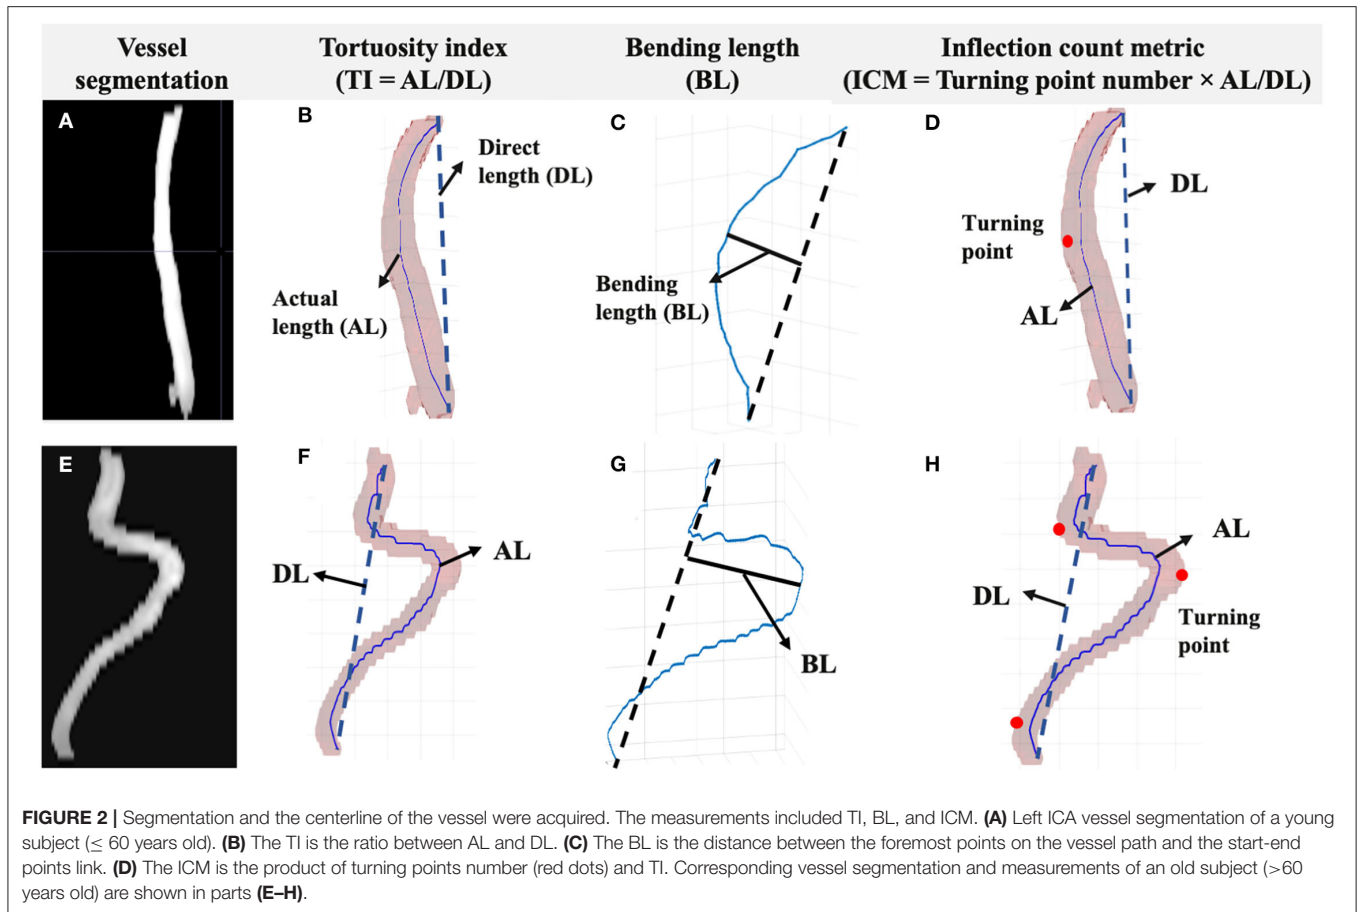 Vessel segmentation
Tortuosity index (TI = AL/DL)
Bending length (BL)
Inflection count metric (ICM = Turning point number × AL/DL)
A
B
Direct length (DL)
Actual length (AL)
C
Bending length (BL)
D
DL
Turning point
AL
E
F
AL
DL
G
BL
H
AL
DL
Turning point
FIGURE 2 | Segmentation and the centerline of the vessel were acquired. The measurements included TI, BL, and ICM. (A) Left ICA vessel segmentation of a young
subject (≤ 60 years old). (B) The TI is the ratio between AL and DL. (C) The BL is the distance between the foremost points on the vessel path and the start-end
points link. (D) The ICM is the product of turning points number (red dots) and TI. Corresponding vessel segmentation and measurements of an old subject (>60
years old) are shown in parts (E–H).